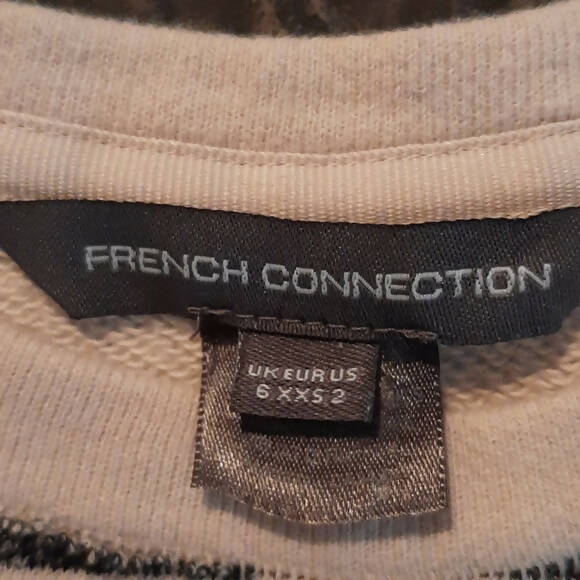 FRENCH CONNECTION
UK EUR US
6 XXS 2